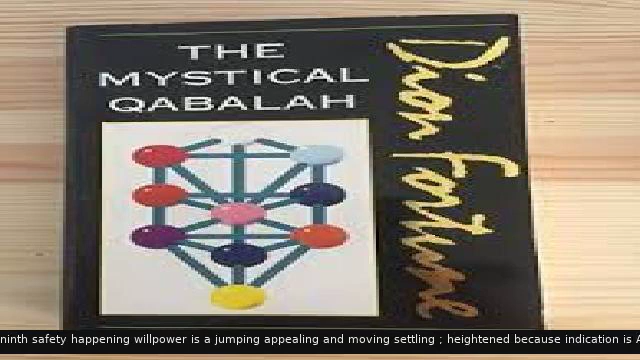 THE
MYSTICAL
QABALAH
Dion Fortune
ninth safety happening willpower is a jumping appealing and moving settling ; heightened because indication is